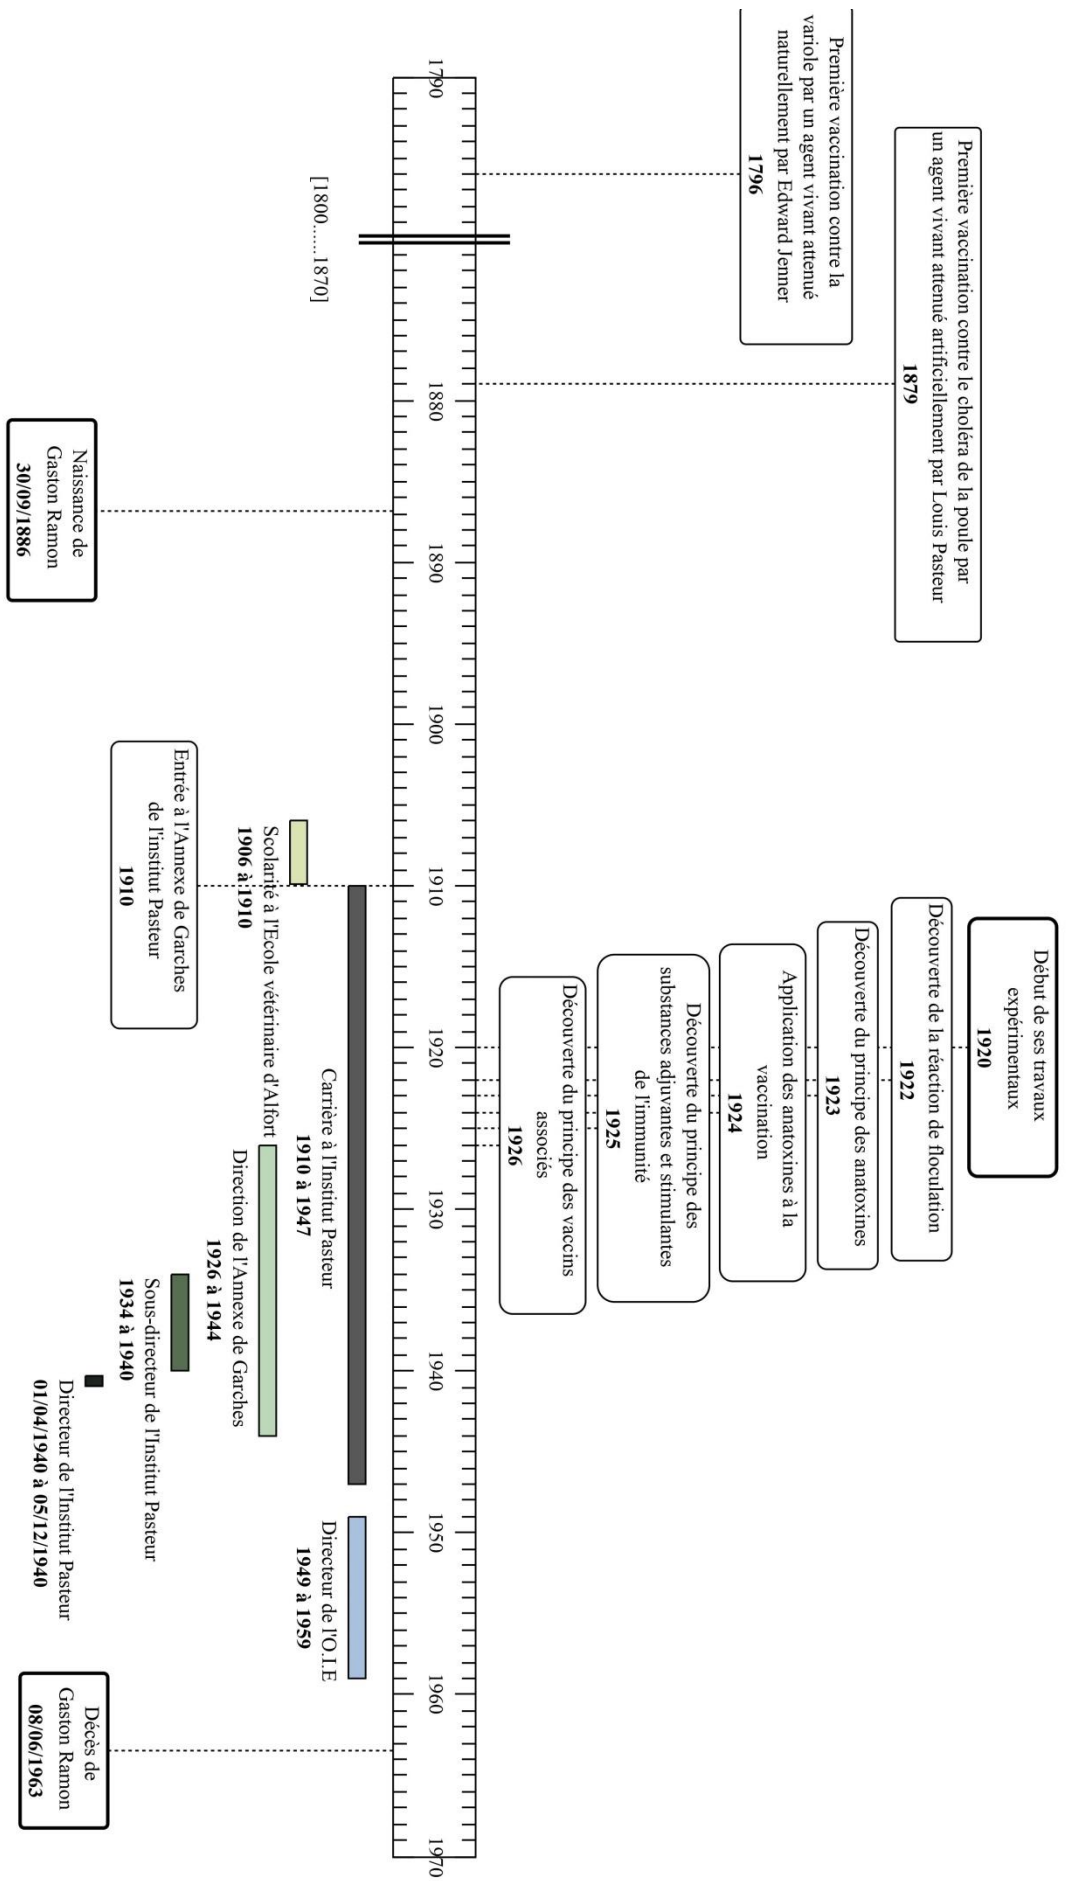 Première vaccination contre la
variole par un agent vivant attenué
naturellement par Edward Jenner
1796
Première vaccination contre le choléra de la poule par
un agent vivant attenué artificiellement par Louis Pasteur
1879
Début de ses travaux
expérimentaux
1920
Découverte de la réaction de floculation
1922
Découverte du principe des anatoxines
1923
Application des anatoxines à la
vaccination
1924
Découverte du principe des
substances adjuvantes et stimulantes
de l'immunité
1925
Découverte du principe des vaccins
associés
1926
1790
1880
1890
1900
1910
1920
1930
1940
1950
1960
1970
[1800......1870]
Naissance de
Gaston Ramon
30/09/1886
Entrée à l'Annexe de Garches
de l'institut Pasteur
1910
Scolarité à l'Ecole vétérinaire d'Alfort
1906 à 1910
Carrière à l'Institut Pasteur
1910 à 1947
Direction de l'Annexe de Garches
1926 à 1944
Sous-directeur de l'Institut Pasteur
1934 à 1940
Directeur de l'Institut Pasteur
01/04/1940 à 05/12/1940
Directeur de l'O.I.E
1949 à 1959
Décès de
Gaston Ramon
08/06/1963